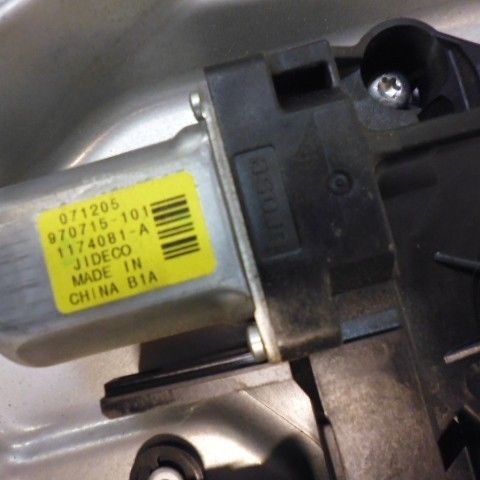 071205
970715-101
1174081-A
JIDECO
MADE IN
CHINA B1A